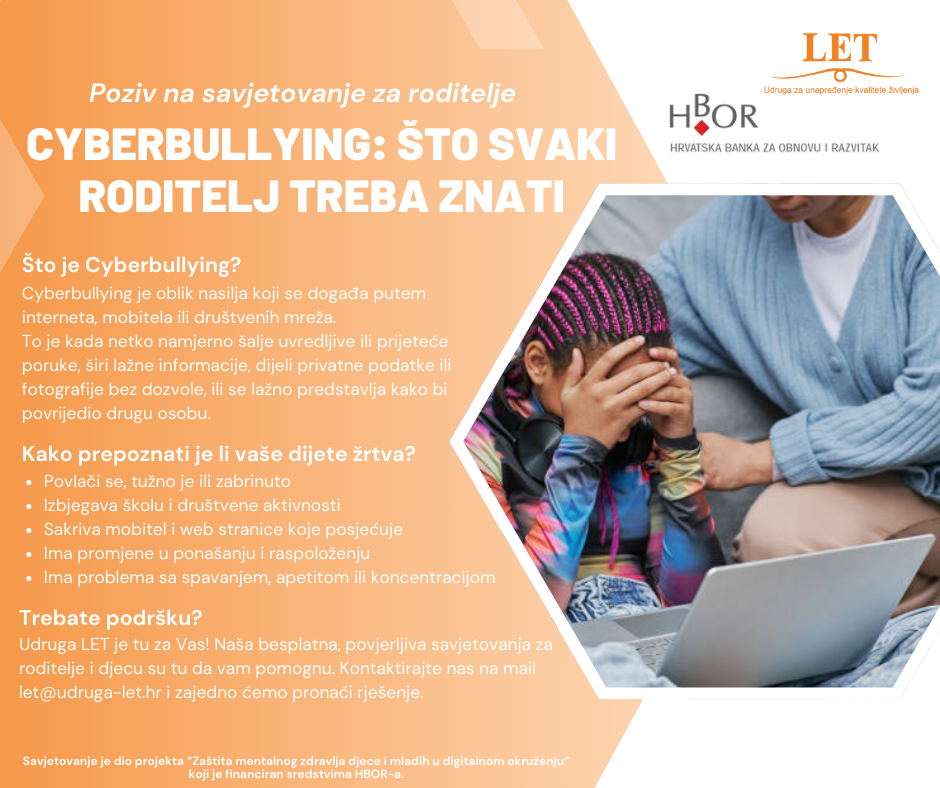 Poziv na savjetovanje za roditelje
CYBERBULLYING: ŠTO SVAKI
RODITELJ TREBA ZNATI
LET
Udruga za unapređenje kvalitete življenja
HBOR
HRVATSKA BANKA ZA OBNOVU I RAZVITAK
Što je Cyberbullying?
Cyberbullying je oblik nasilja koji se događa putem
interneta, mobitela ili društvenih mreža.
To je kada netko namjerno šalje uvredljive ili prijeteće
poruke, širi lažne informacije, dijeli privatne podatke ili
fotografije bez dozvole, ili se lažno predstavlja kako bi
povrijedio drugu osobu.
Kako prepoznati je li vaše dijete žrtva?
• Povlači se, tužno je ili zabrinuto
• Izbjegava školu i društvene aktivnosti
• Sakriva mobitel i web stranice koje posjećuje
• Ima promjene u ponašanju i raspoloženju
• Ima problema sa spavanjem, apetitom ili koncentracijom
Trebate podršku?
Udruga LET je tu za Vas! Naša besplatna, povjerljiva savjetovanja za
roditelje i djecu su tu da vam pomognu. Kontaktirajte nas na mail
let@udruga-let.hr i zajedno ćemo pronaći rješenje.
Savjetovanje je dio projekta “Zaštita mentalnog zdravlja djece i mladih u digitalnom okruženju”
koji je financiran sredstvima HBOR-a.